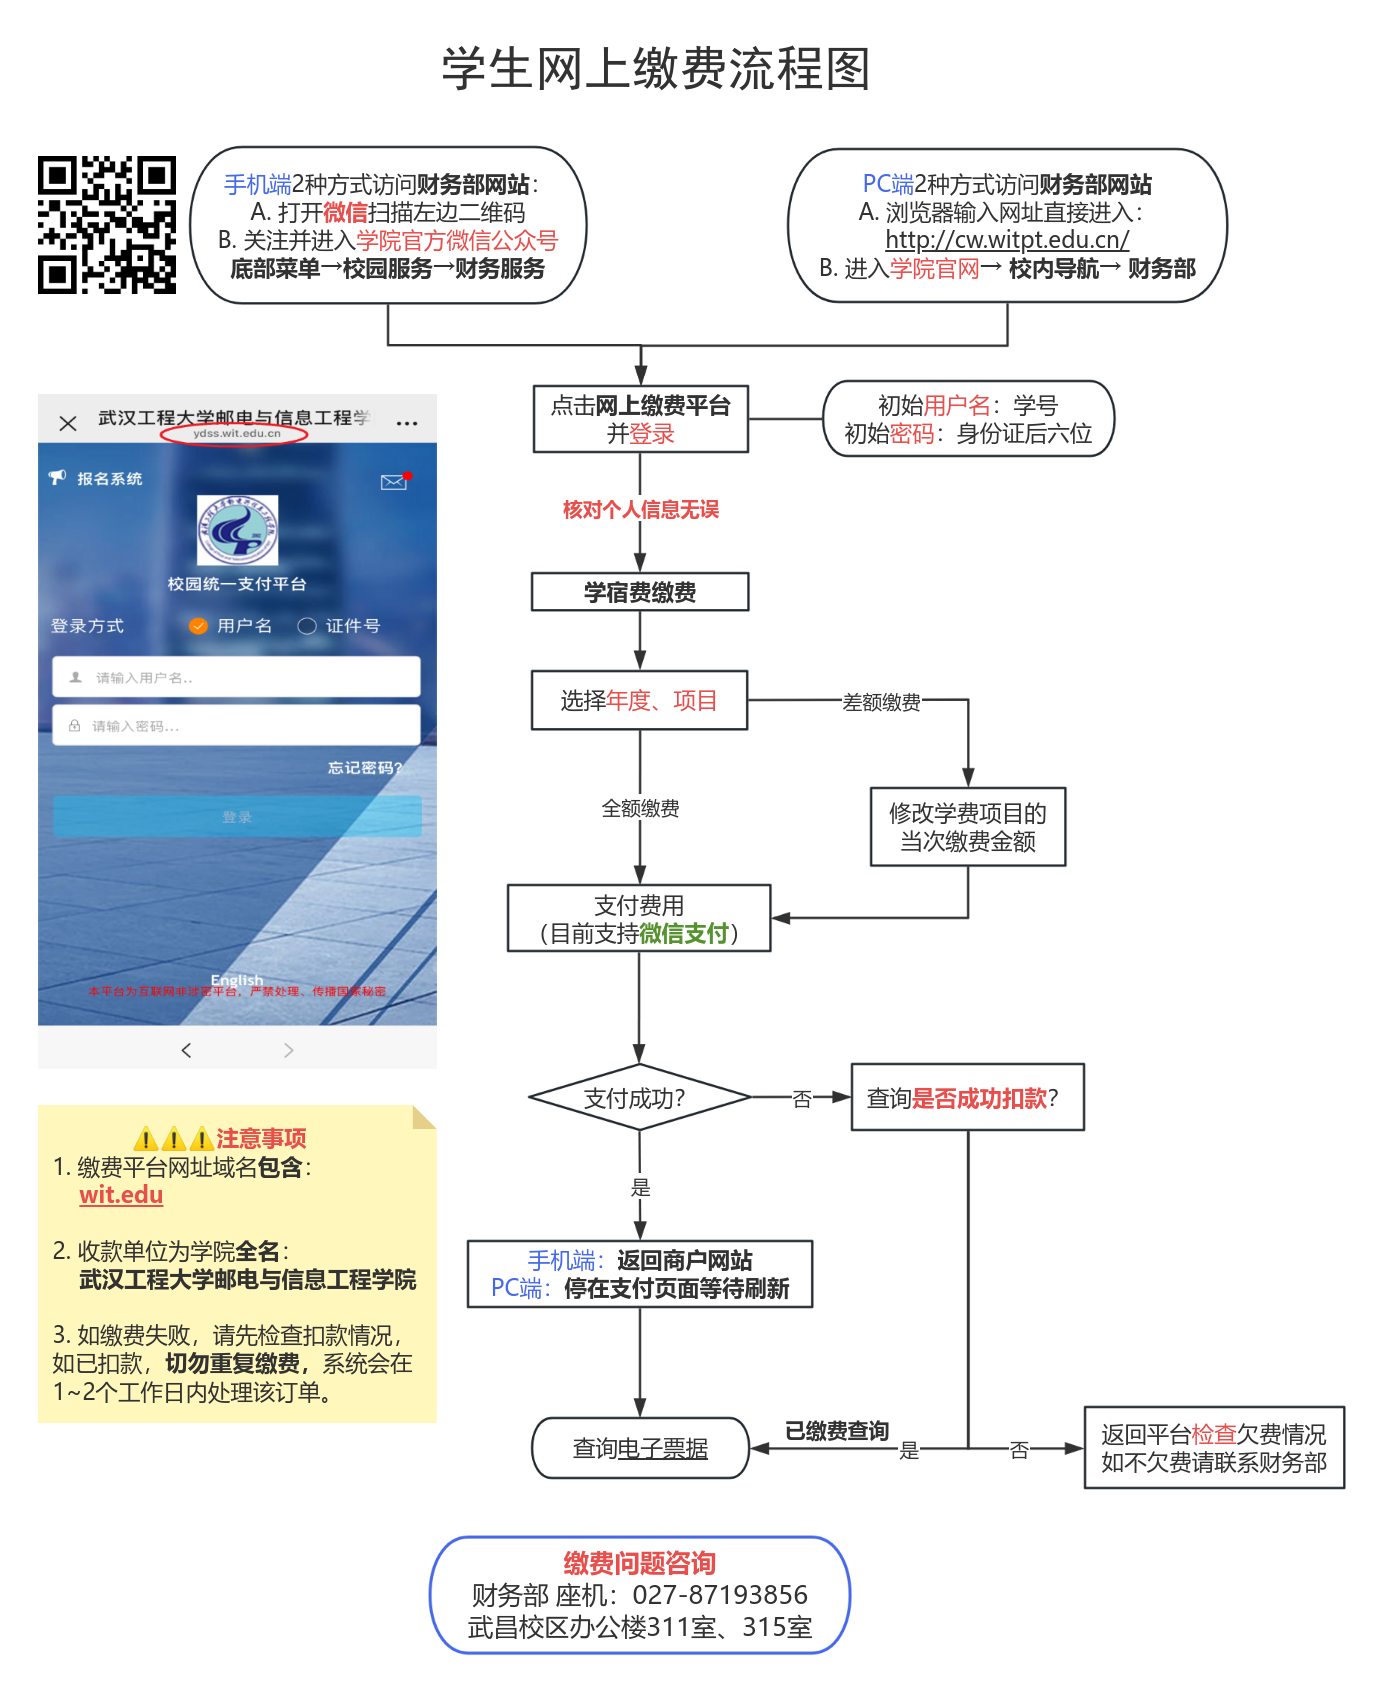 学生网上缴费流程图
手机端2种方式访问财务部网站：
A. 打开微信扫描左边二维码
B. 关注并进入学院官方微信公众号
底部菜单→校园服务→财务服务
PC端2种方式访问财务部网站
A. 浏览器输入网址直接进入：
http://cw.witpt.edu.cn/
B. 进入学院官网→ 校内导航→ 财务部
点击网上缴费平台
并登录
初始用户名：学号
初始密码：身份证后六位
核对个人信息无误
学宿费缴费
选择年度、项目
差额缴费
全额缴费
修改学费项目的
当次缴费金额
支付费用
（目前支持微信支付）
支付成功？
否
查询是否成功扣款？
是
手机端：返回商户网站
PC端：停在支付页面等待刷新
已缴费查询
查询电子票据
是
否
返回平台检查欠费情况
如不欠费请联系财务部
武汉工程大学邮电与信息工程学
ydss.wit.edu.cn
报名系统
校园统一支付平台
登录方式
用户名
证件号
请输入用户名..
请输入密码...
忘记密码?
登录
English
本平台为互联网非涉密平台，严禁处理、传播国家秘密
注意事项
1. 缴费平台网址域名包含：
wit.edu
2. 收款单位为学院全名：
武汉工程大学邮电与信息工程学院
3. 如缴费失败，请先检查扣款情况，
如已扣款，切勿重复缴费，系统会在
1~2个工作日内处理该订单。
缴费问题咨询
财务部 座机：027-87193856
武昌校区办公楼311室、315室